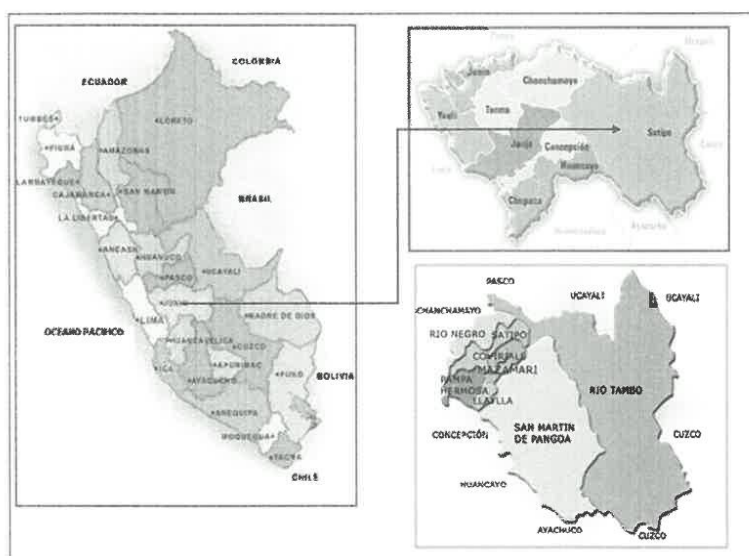 COLOMBIA
ECUADOR
TUMBES
LORETO
PIURA
AMAZONAS
LAMBAYEQUE
CAJAMARCA
SAN MARTIN
LA LIBERTAD
BRASIL
ANCASH
HUANUCO
UCAYALI
PASCO
JUNIN
OCEANO PACIFICO
LIMA
MADRE DE DIOS
HUANCAVELICA
CUZCO
ICA
APURIMAC
AYACUCHO
PUNO
BOLIVIA
AREQUIPA
MOQUEGUA
TACNA
CHILE
Junín
Chanchamayo
Yauli
Tarma
Satipo
Jauja
Concepción
Huancayo
Chupaca
Ayacucho
PASCO
UCAYALI
UCAYALI
CHANCHAMAYO
RIO NEGRO
SATIPO
COVIRIALI
MAZAMARI
PAMPA
HERMOSA
LLAYLLA
RIO TAMBO
SAN MARTIN
DE PANGOA
CONCEPCIÓN
CUZCO
HUANCAYO
AYACUCHO
CUZCO